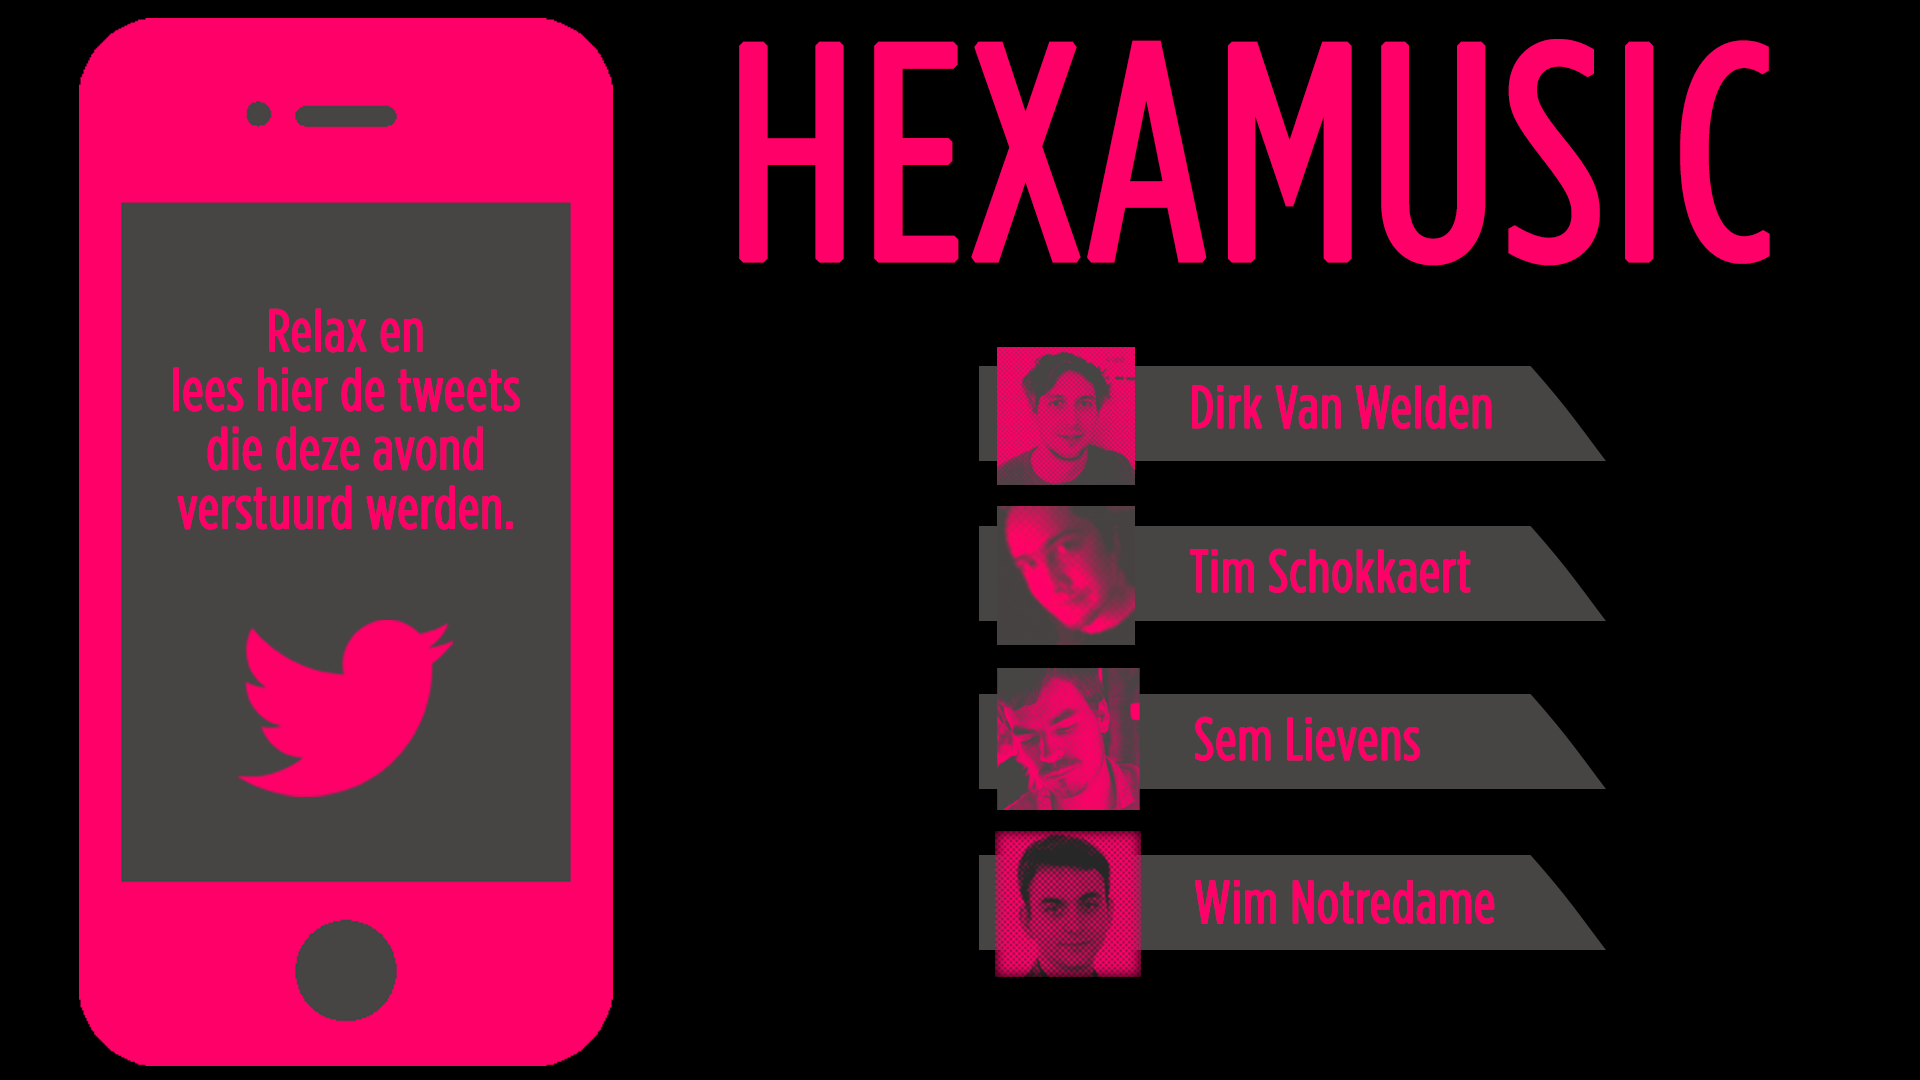 HEXAMUSIC
Relax en
lees hier de tweets
die deze avond
verstuurd werden.
Dirk Van Welden
Tim Schokkaert
Sem Lievens
Wim Notredame